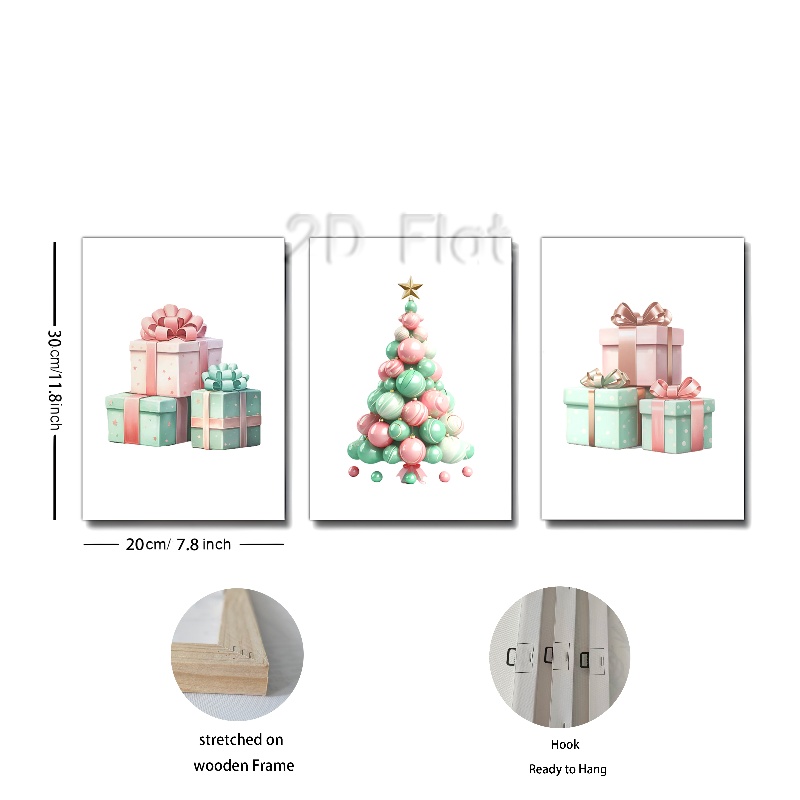 2D Flat
30cm/11.8inch
20cm/ 7.8 inch
stretched on
wooden Frame
Hook
Ready to Hang